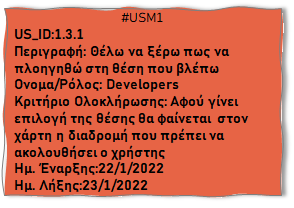 #USM1
US_ID:1.3.1
Περιγραφή: Θέλω να ξέρω πως να
πλοηγηθώ στη θέση που βλέπω
Ονομα/Ρόλος: Developers
Κριτήριο Ολοκλήρωσης: Αφού γίνει
επιλογή της θέσης θα φαίνεται στον
χάρτη η διαδρομή που πρέπει να
ακολουθήσει ο χρήστης
Ημ. Έναρξης:22/1/2022
Ημ. Λήξης:23/1/2022